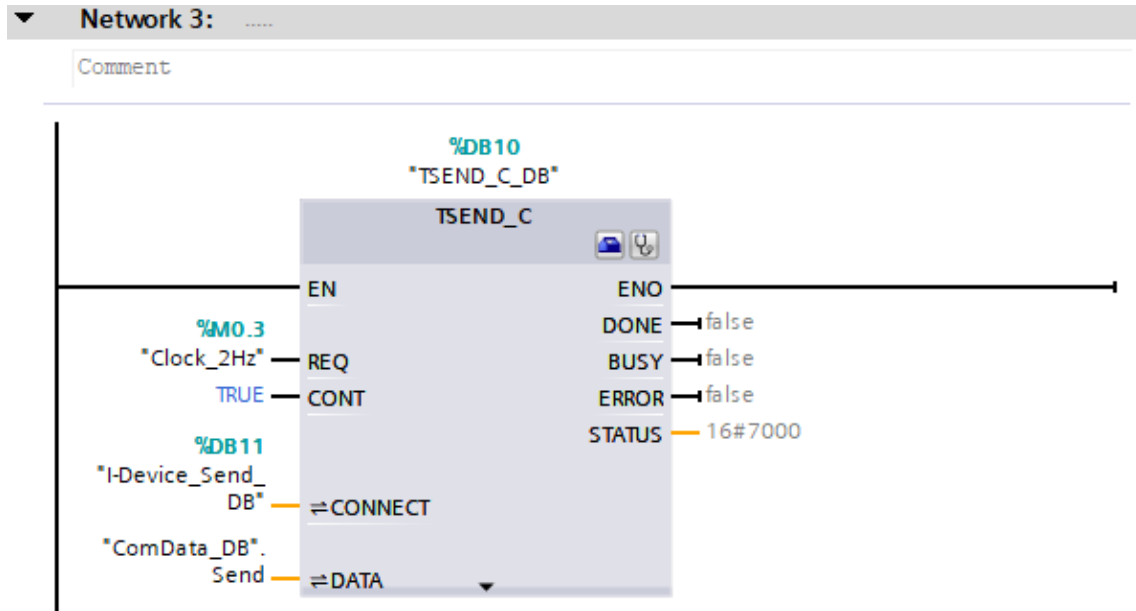 Network 3: .....
Comment
%DB10
"TSEND_C_DB"
TSEND_C
EN
ENO
DONE
false
%M0.3
"Clock_2Hz"
REQ
BUSY
false
TRUE
CONT
ERROR
false
STATUS
16#7000
%DB11
"I-Device_Send_
DB"
⇌CONNECT
"ComData_DB".
Send
⇌DATA